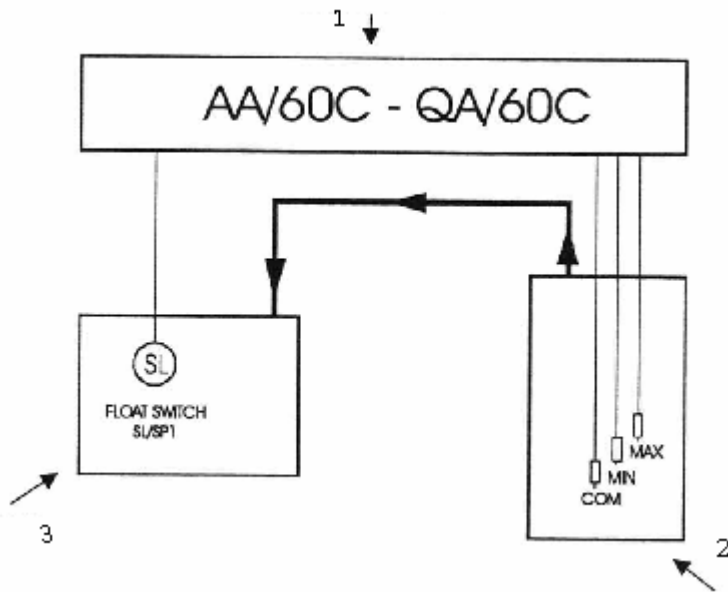 1
AA/60C - QA/60C
SL
FLOAT SWITCH
SL/SP1
MAX
MIN
COM
3
2